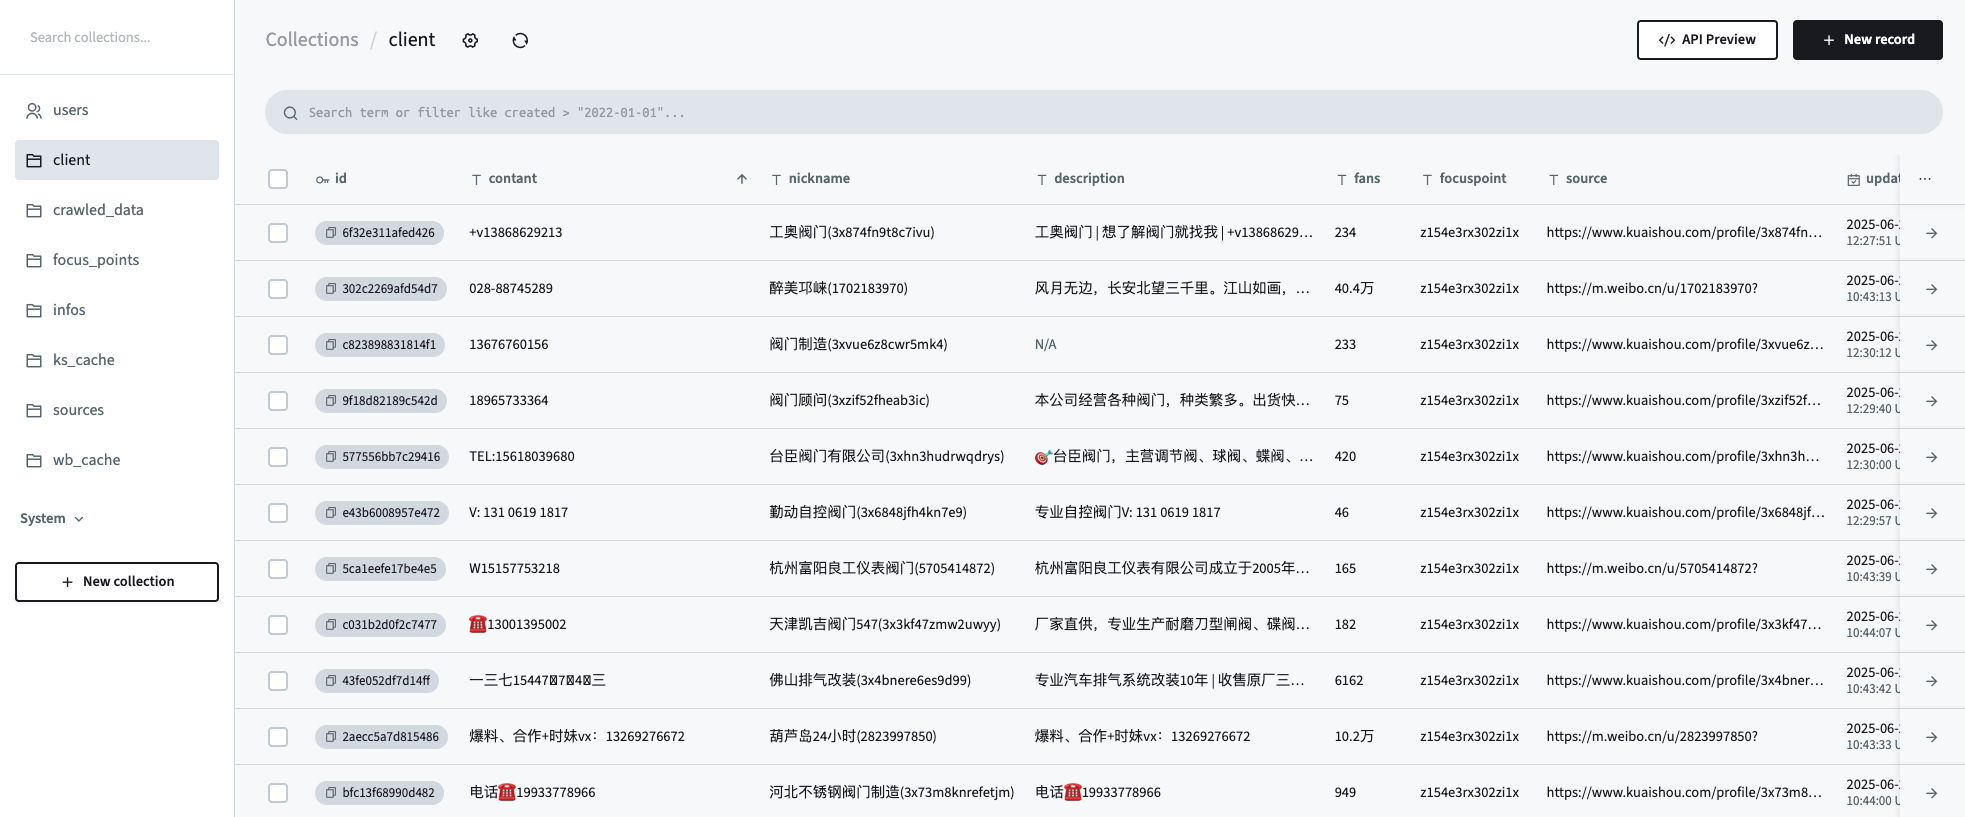 Search collections...
users
client
crawled_data
focus_points
infos
ks_cache
sources
wb_cache
System
+ New collection
Collections / client
</> API Preview
+ New record
Search term or filter like created > "2022-01-01"...
id contant nickname description fans focuspoint source updat ...
6f32e311afed426 +v13868629213 工奥阀门(3x874fn9t8c7ivu) 工奥阀门 | 想了解阀门就找我 | +v13868629... 234 z154e3rx302zi1x https://www.kuaishou.com/profile/3x874fn... 2025-06-
12:27:51 U
302c2269afd54d7 028-88745289 醉美邛崃(1702183970) 风月无边，长安北望三千里。江山如画，... 40.4万 z154e3rx302zi1x https://m.weibo.cn/u/1702183970? 2025-06-
10:43:13 U
c823898831814f1 13676760156 阀门制造(3xvue6z8cwr5mk4) N/A 233 z154e3rx302zi1x https://www.kuaishou.com/profile/3xvue6z... 2025-06-
12:30:12 U
9f18d82189c542d 18965733364 阀门顾问(3xzif52fheab3ic) 本公司经营各种阀门，种类繁多。出货快... 75 z154e3rx302zi1x https://www.kuaishou.com/profile/3xzif52f... 2025-06-
12:29:40 U
577556bb7c29416 TEL:15618039680 台臣阀门有限公司(3xhn3hudrwqdrys) 🎯台臣阀门，主营调节阀、球阀、蝶阀、... 420 z154e3rx302zi1x https://www.kuaishou.com/profile/3xhn3h... 2025-06-
12:30:00 U
e43b6008957e472 V: 131 0619 1817 勤动自控阀门(3x6848jfh4kn7e9) 专业自控阀门V: 131 0619 1817 46 z154e3rx302zi1x https://www.kuaishou.com/profile/3x6848jf... 2025-06-
12:29:57 U
5ca1eefe17be4e5 W15157753218 杭州富阳良工仪表阀门(5705414872) 杭州富阳良工仪表有限公司成立于2005年... 165 z154e3rx302zi1x https://m.weibo.cn/u/5705414872? 2025-06-
10:43:39 U
c031b2d0f2c7477 ☎️13001395002 天津凯吉阀门547(3x3kf47zmw2uwyy) 厂家直供，专业生产耐磨刀型闸阀、碟阀... 182 z154e3rx302zi1x https://www.kuaishou.com/profile/3x3kf47... 2025-06-
10:44:07 U
43fe052df7d14ff 一三七15447740三 佛山排气改装(3x4bnere6es9d99) 专业汽车排气系统改装10年 | 收售原厂三... 6162 z154e3rx302zi1x https://www.kuaishou.com/profile/3x4bner... 2025-06-
10:43:42 U
2aecc5a7d815486 爆料、合作+时妹vx：13269276672 葫芦岛24小时(2823997850) 爆料、合作+时妹vx：13269276672 10.2万 z154e3rx302zi1x https://m.weibo.cn/u/2823997850? 2025-06-
10:43:33 U
bfc13f68990d482 电话☎️19933778966 河北不锈钢阀门制造(3x73m8knrefetjm) 电话☎️19933778966 949 z154e3rx302zi1x https://www.kuaishou.com/profile/3x73m8... 2025-06-
10:44:00 U